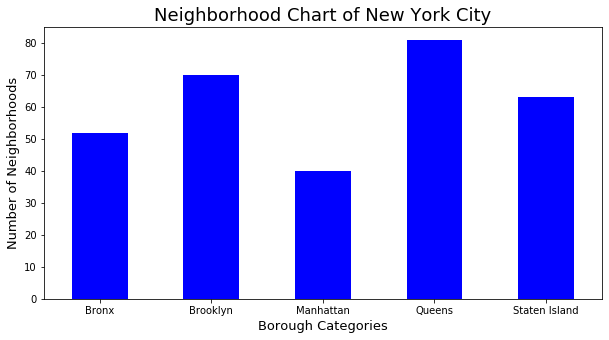 Neighborhood Chart of New York City
Number of Neighborhoods
80
70
60
50
40
30
20
10
0
Bronx Brooklyn Manhattan Queens Staten Island
Borough Categories